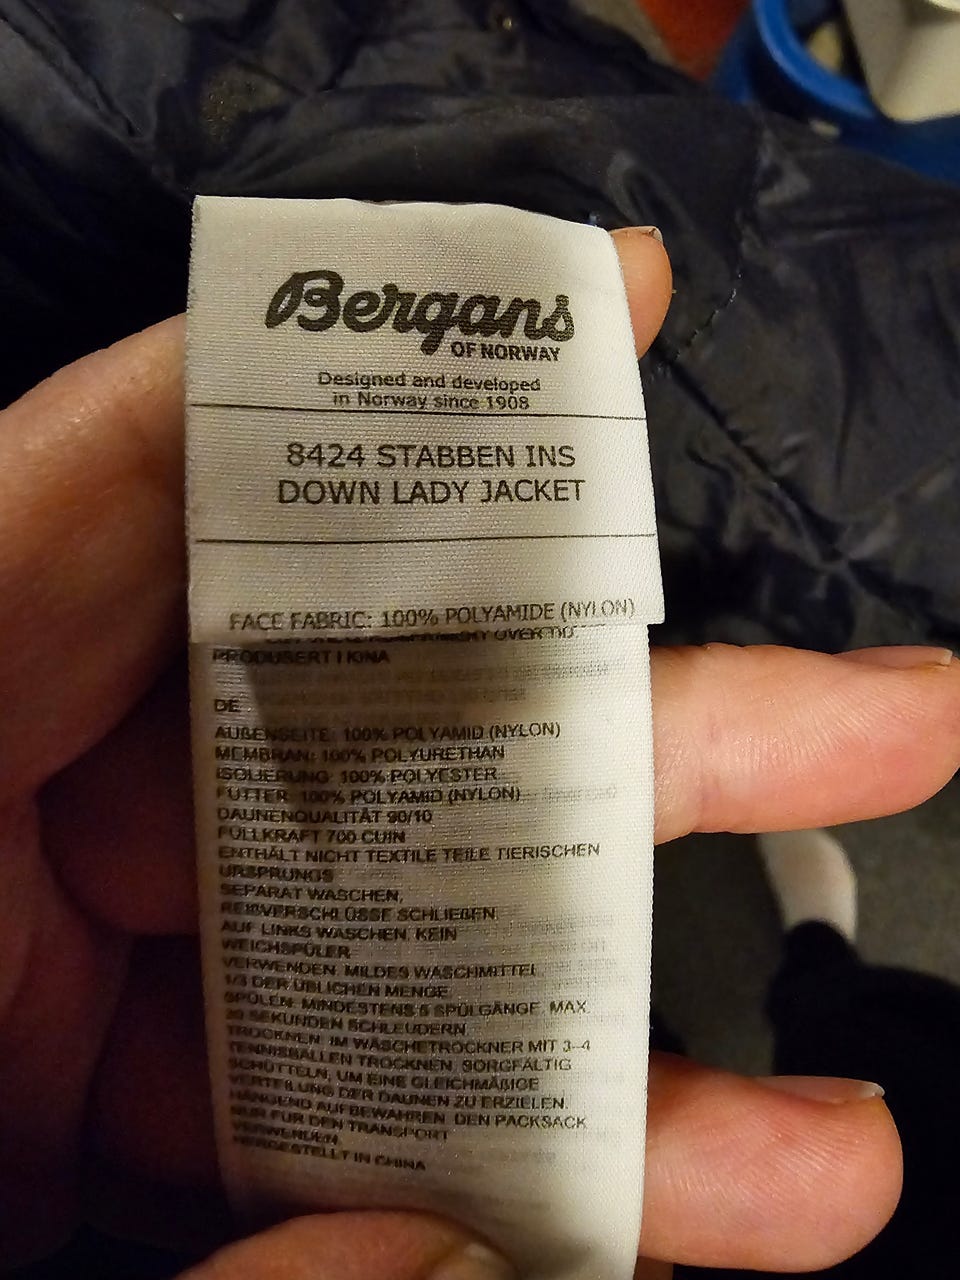 Bergans
OF NORWAY
Designed and developed
in Norway since 1908
8424 STABBEN INS
DOWN LADY JACKET
FACE FABRIC: 100% POLYAMIDE (NYLON)
OVER TID.
PRODUSERT I KINA
DE
AUßENSEITE: 100% POLYAMID (NYLON)
MEMBRAN: 100% POLYURETHAN
ISOLIERUNG: 100% POLYESTER
FUTTER: 100% POLYAMID (NYLON)
DAUNENQUALITÄT 90/10
FÜLLKRAFT 700 CUIN
ENTHÄLT NICHT TEXTILE TEILE TIERISCHEN
URSPRUNGS
SEPARAT WASCHEN,
REIßVERSCHLÜSSE SCHLIEßEN,
AUF LINKS WASCHEN. KEIN
WEICHSPÜLER
VERWENDEN. MILDES WASCHMITTEL
1/3 DER ÜBLICHEN MENGE.
SPÜLEN: MINDESTENS 5 SPÜLGÄNGE. MAX.
20 SEKUNDEN SCHLEUDERN.
TROCKNEN: IM WÄSCHETROCKNER MIT 3–4
TENNISBÄLLEN TROCKNEN, SORGFÄLTIG
SCHÜTTELN, UM EINE GLEICHMÄßIGE
VERTEILUNG DER DAUNEN ZU ERZIELEN.
HÄNGEND AUFBEWAHREN. DEN PACKSACK
NUR FÜR DEN TRANSPORT
VERWENDEN.
HERGESTELLT IN CHINA